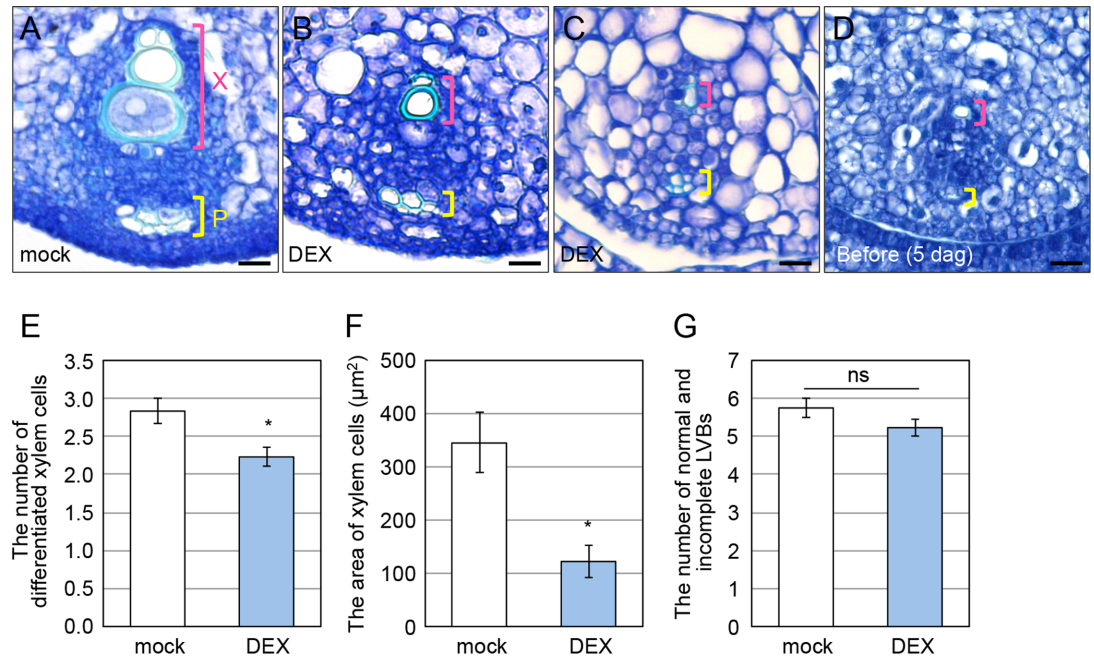 A
B
C
D
X
P
mock
DEX
DEX
Before (5 dag)
E
F
G
The number of
differentiated xylem cells
3.5
3.0
2.5
2.0
1.5
1.0
0.5
0.0
*
mock
DEX
The area of xylem cells (µm²)
500
400
300
200
100
0
*
mock
DEX
The number of normal and
incomplete LVBs
7
6
5
4
3
2
1
0
ns
mock
DEX